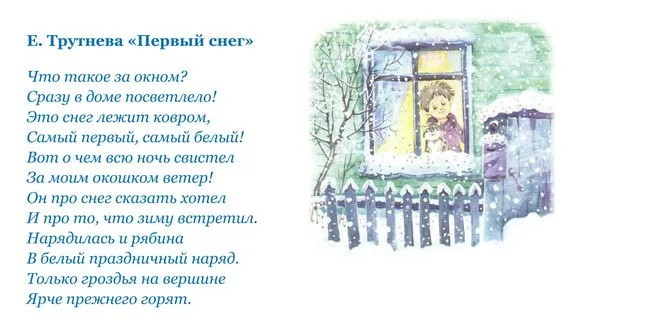 Е. Трутнева «Первый снег»
Что такое за окном?
Сразу в доме посветлело!
Это снег лежит ковром,
Самый первый, самый белый!
Вот о чем всю ночь свистел
За моим окошком ветер!
Он про снег сказать хотел
И про то, что зиму встретил.
Нарядилась и рябина
В белый праздничный наряд.
Только гроздья на вершине
Ярче прежнего горят.